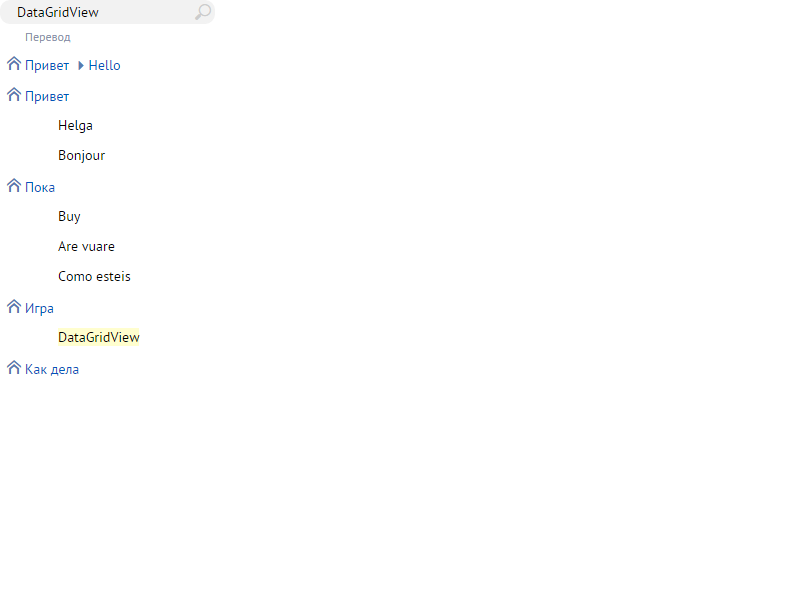 DataGridView
Перевод
Привет Hello
Привет
Helga
Bonjour
Пока
Buy
Are vuare
Como esteis
Игра
DataGridView
Как дела